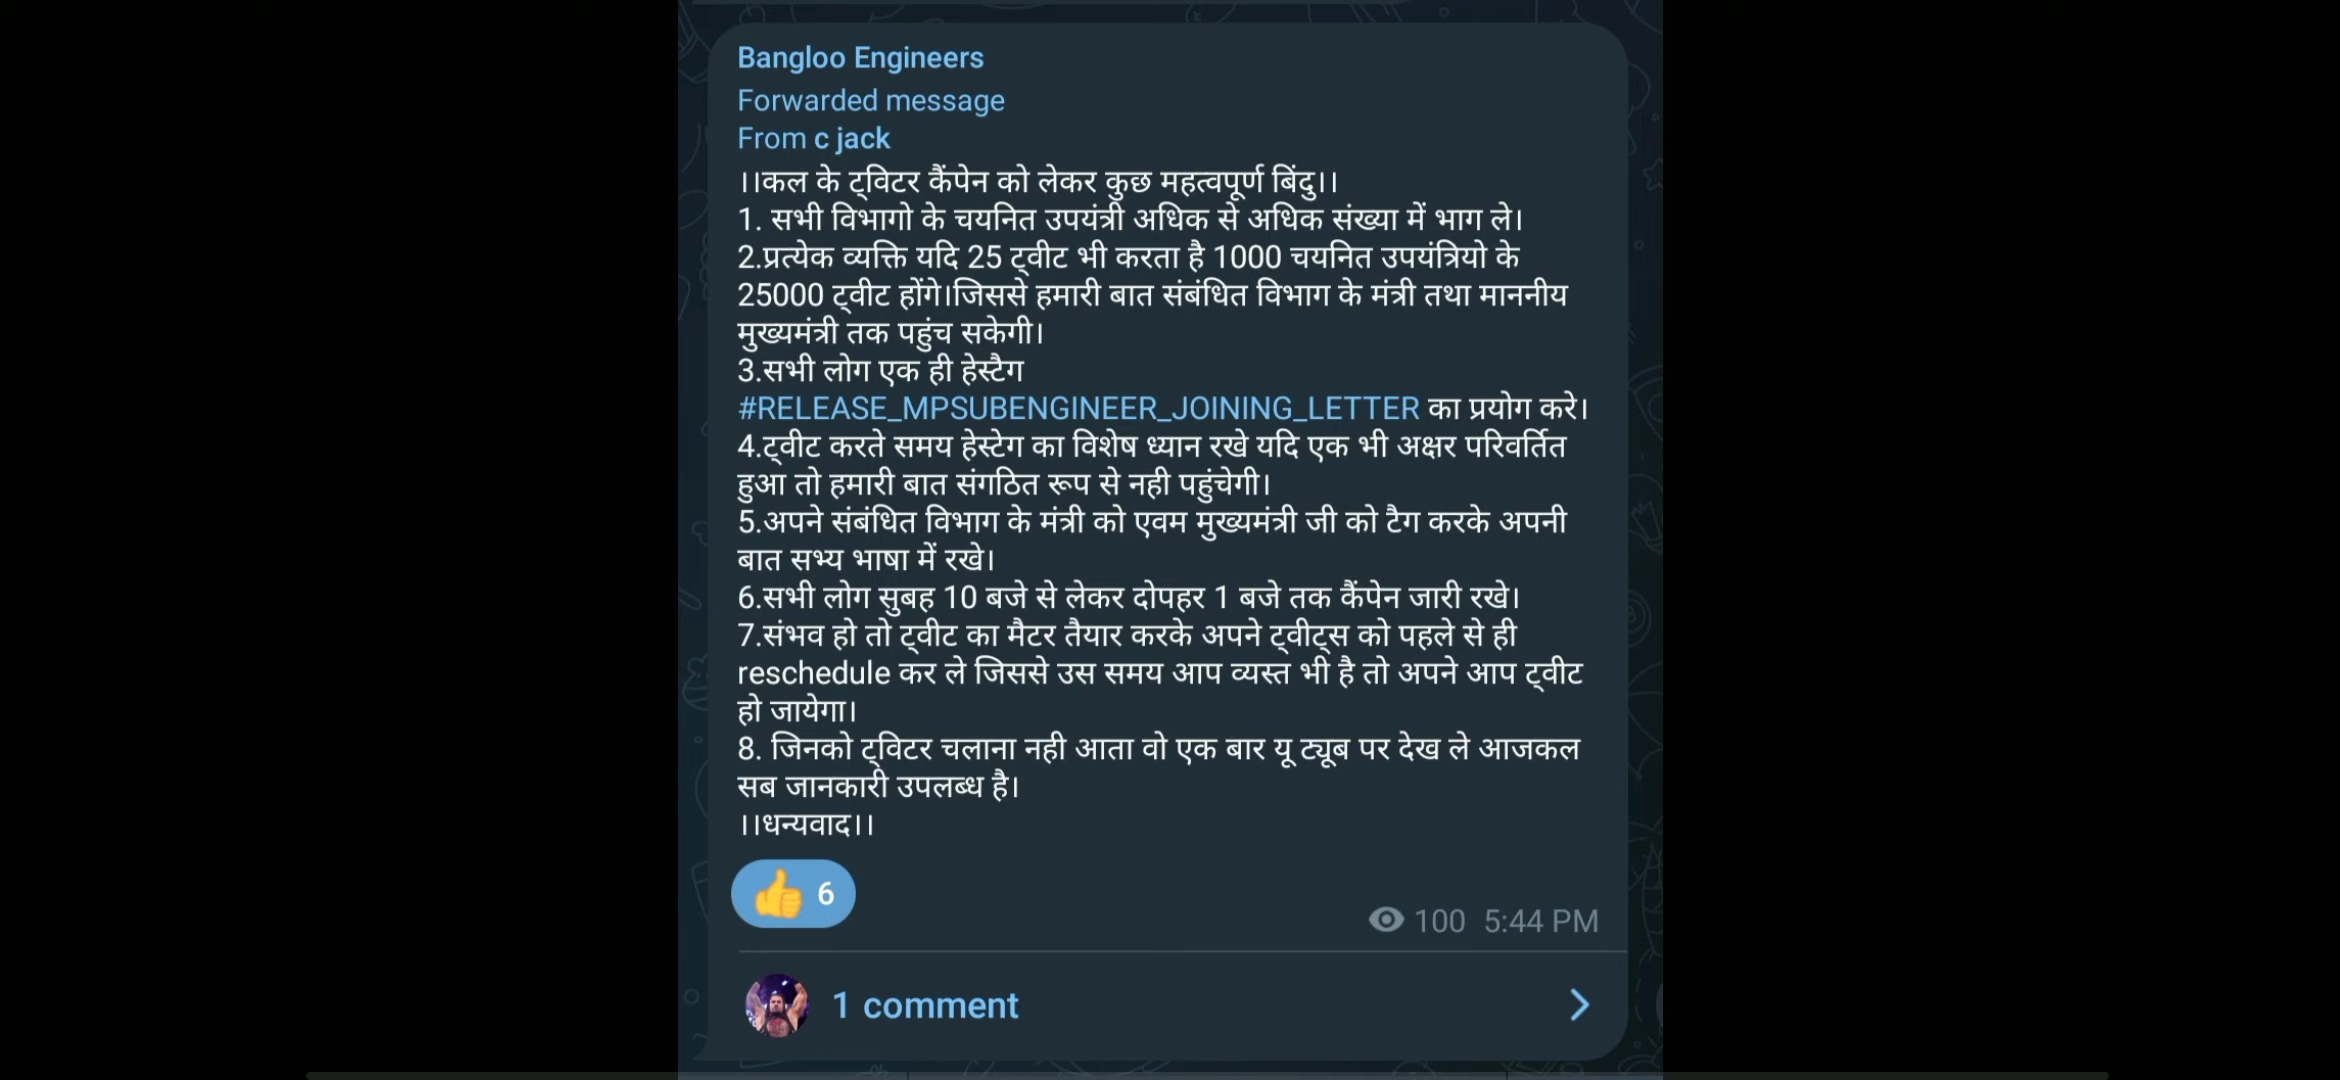 Bangloo Engineers
Forwarded message
From c jack
।।कल के ट्विटर कैंपेन को लेकर कुछ महत्वपूर्ण बिंदु।।
1. सभी विभागो के चयनित उपयंत्री अधिक से अधिक संख्या में भाग ले।
2.प्रत्येक व्यक्ति यदि 25 ट्वीट भी करता है 1000 चयनित उपयंत्रियो के
25000 ट्वीट होंगे।जिससे हमारी बात संबंधित विभाग के मंत्री तथा माननीय
मुख्यमंत्री तक पहुंच सकेगी।
3.सभी लोग एक ही हेस्टैग
#RELEASE_MPSUBENGINEER_JOINING_LETTER का प्रयोग करे।
4.ट्वीट करते समय हेस्टेग का विशेष ध्यान रखे यदि एक भी अक्षर परिवर्तित
हुआ तो हमारी बात संगठित रूप से नही पहुंचेगी।
5.अपने संबंधित विभाग के मंत्री को एवम मुख्यमंत्री जी को टैग करके अपनी
बात सभ्य भाषा में रखे।
6.सभी लोग सुबह 10 बजे से लेकर दोपहर 1 बजे तक कैंपेन जारी रखे।
7.संभव हो तो ट्वीट का मैटर तैयार करके अपने ट्वीट्स को पहले से ही
reschedule कर ले जिससे उस समय आप व्यस्त भी है तो अपने आप ट्वीट
हो जायेगा।
8. जिनको ट्विटर चलाना नही आता वो एक बार यू ट्यूब पर देख ले आजकल
सब जानकारी उपलब्ध है।
।।धन्यवाद।।
👍 6
100 5:44 PM
1 comment